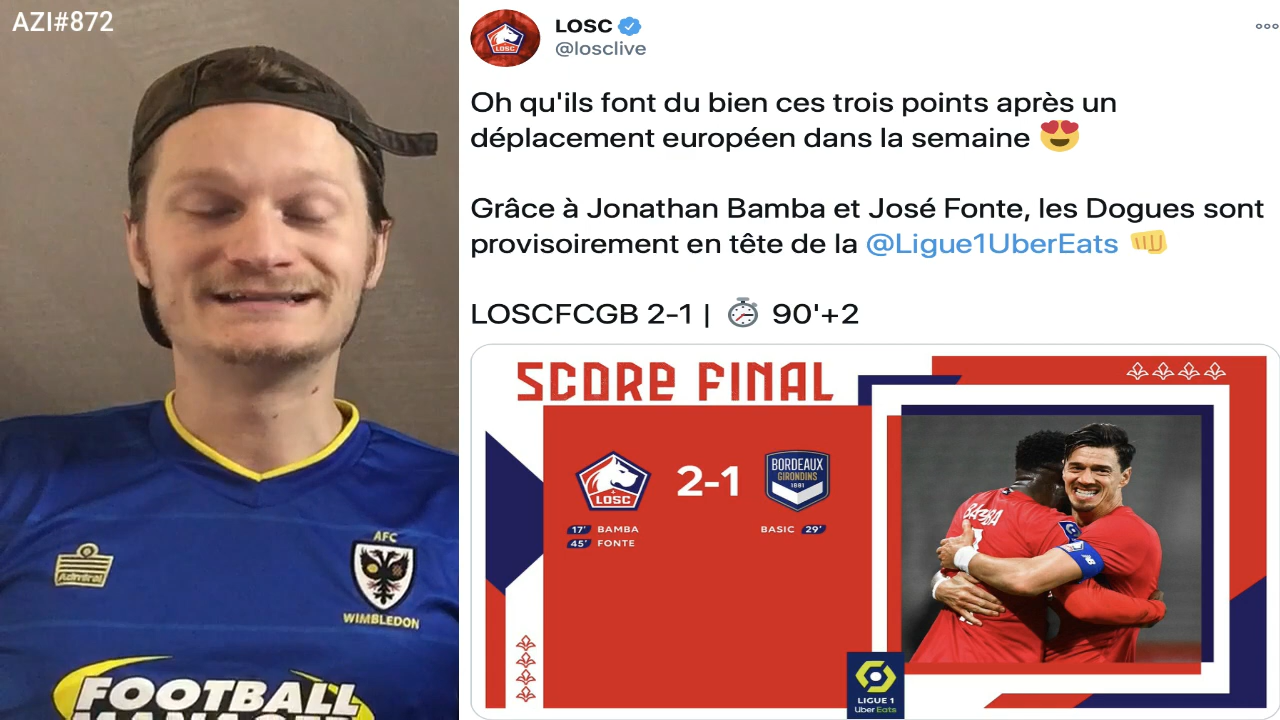 AZI#872
LOSC
@losclive
Oh qu'ils font du bien ces trois points après un
déplacement européen dans la semaine 😍
Grâce à Jonathan Bamba et José Fonte, les Dogues sont
provisoirement en tête de la @Ligue1UberEats 👊
LOSCFCGB 2-1 | ⏱ 90'+2
SCORE FINAL
LOSC
2-1
BORDEAUX
GIRONDINS
1881
17' BAMBA
45' FONTE
BASIC 29'
BAMBA
NB
LIGUE 1
Uber Eats
Admiral
AFC
WIMBLEDON
FOOTBALL
MANAGER